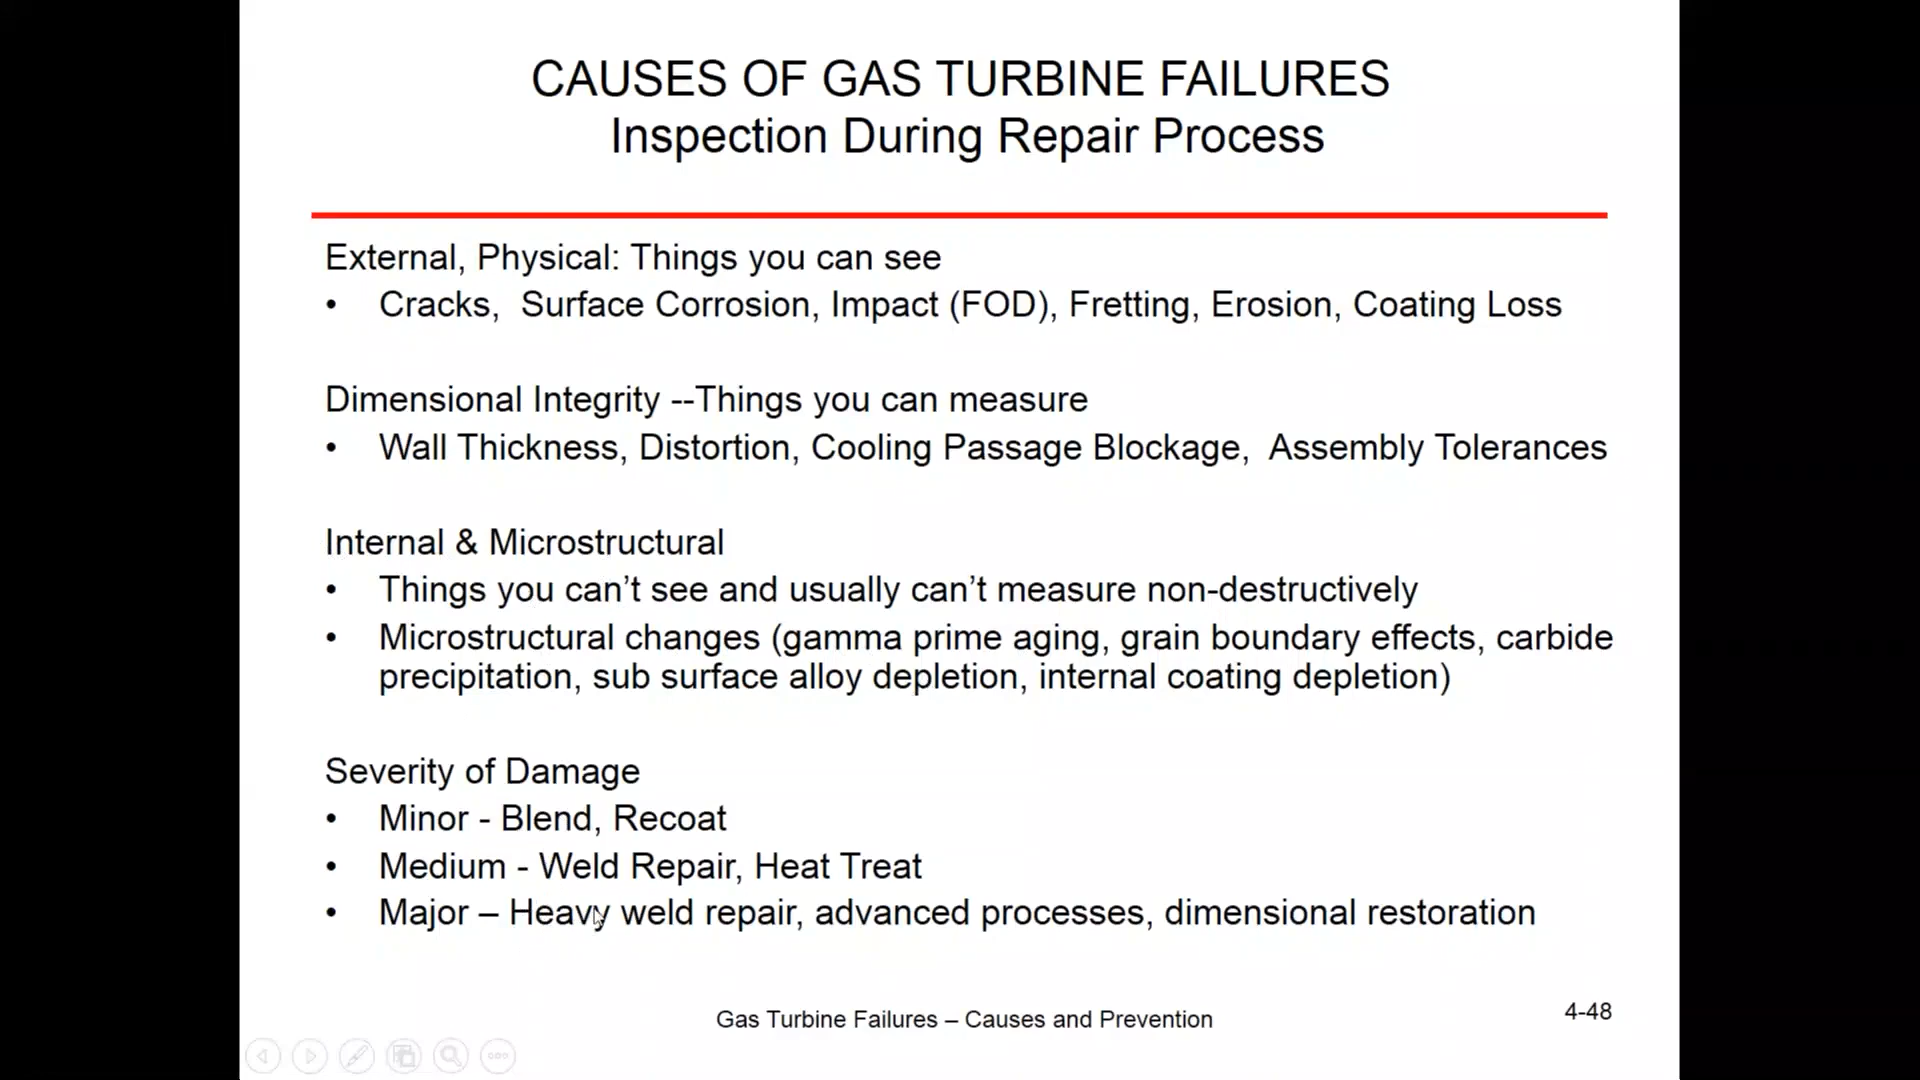 CAUSES OF GAS TURBINE FAILURES
Inspection During Repair Process
External, Physical: Things you can see
• Cracks, Surface Corrosion, Impact (FOD), Fretting, Erosion, Coating Loss
Dimensional Integrity --Things you can measure
• Wall Thickness, Distortion, Cooling Passage Blockage, Assembly Tolerances
Internal & Microstructural
• Things you can’t see and usually can’t measure non-destructively
• Microstructural changes (gamma prime aging, grain boundary effects, carbide
precipitation, sub surface alloy depletion, internal coating depletion)
Severity of Damage
• Minor - Blend, Recoat
• Medium - Weld Repair, Heat Treat
• Major – Heavy weld repair, advanced processes, dimensional restoration
Gas Turbine Failures – Causes and Prevention
4-48